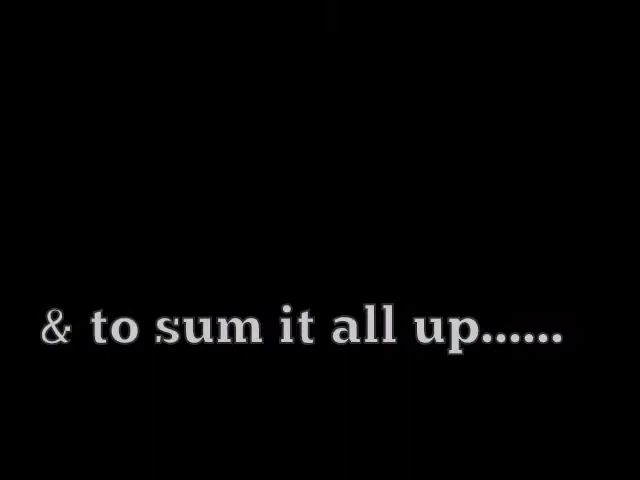 & to sum it all up......